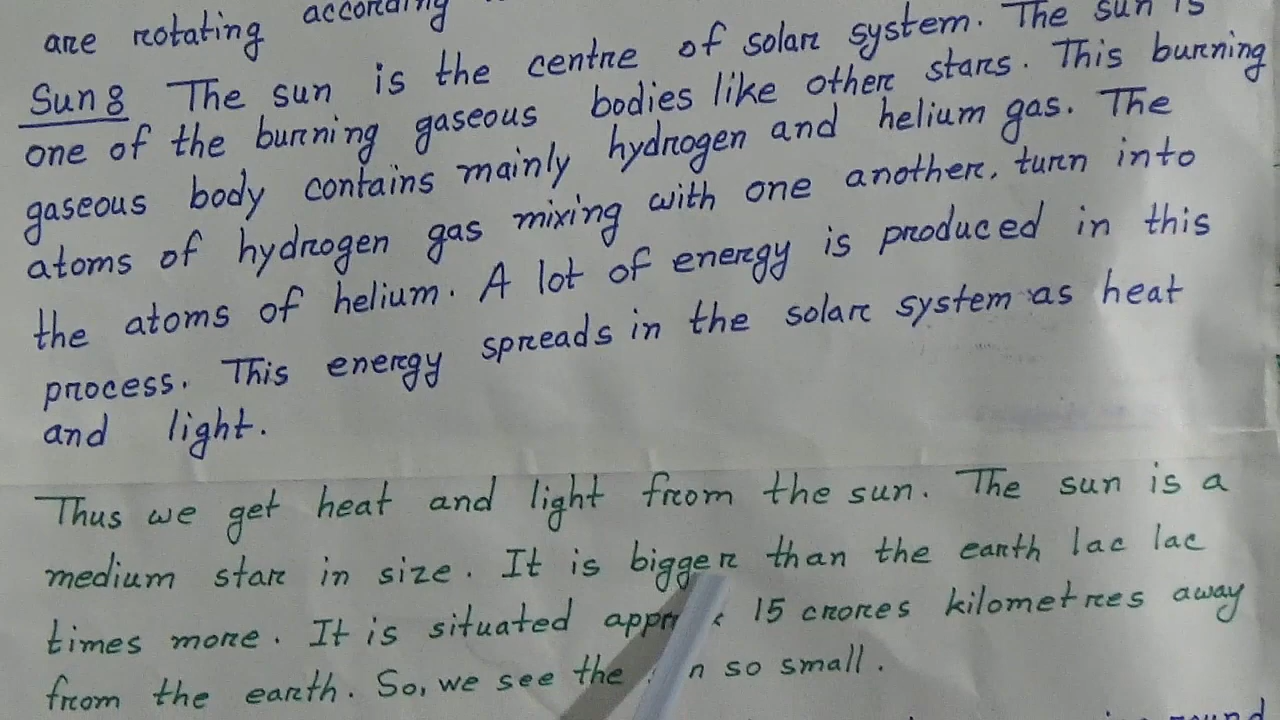 are rotating according
Sun: The sun is the centre of solar system. The sun is
one of the burning gaseous bodies like other stars. This burning
gaseous body contains mainly hydrogen and helium gas. The
atoms of hydrogen gas mixing with one another, turn into
the atoms of helium. A lot of energy is produced in this
process. This energy spreads in the solar system as heat
and light.
Thus we get heat and light from the sun. The sun is a
medium star in size. It is bigger than the earth lac lac
times more. It is situated 15 crores kilometres away
from the earth. So, we see the so small.
round